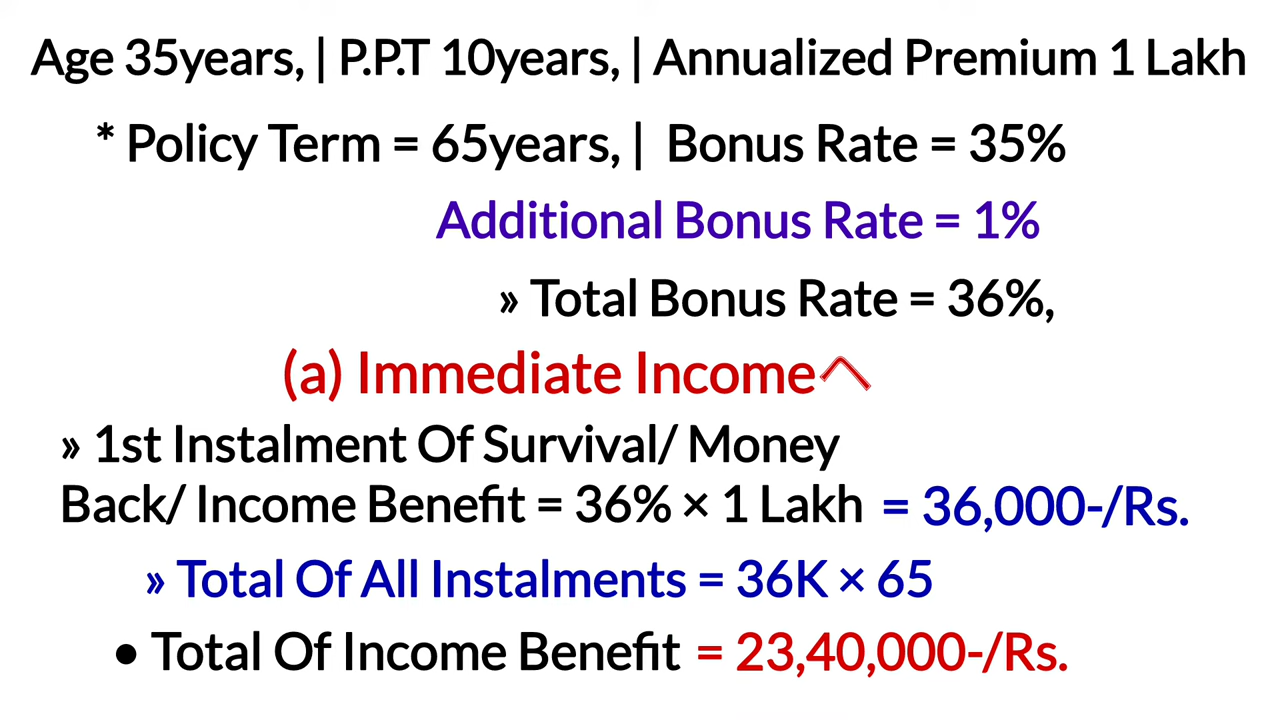 Age 35years, | P.P.T 10years, | Annualized Premium 1 Lakh
* Policy Term = 65years, | Bonus Rate = 35%
Additional Bonus Rate = 1%
» Total Bonus Rate = 36%,
(a) Immediate Income
» 1st Instalment Of Survival/ Money
Back/ Income Benefit = 36% × 1 Lakh = 36,000-/Rs.
» Total Of All Instalments = 36K × 65
• Total Of Income Benefit = 23,40,000-/Rs.